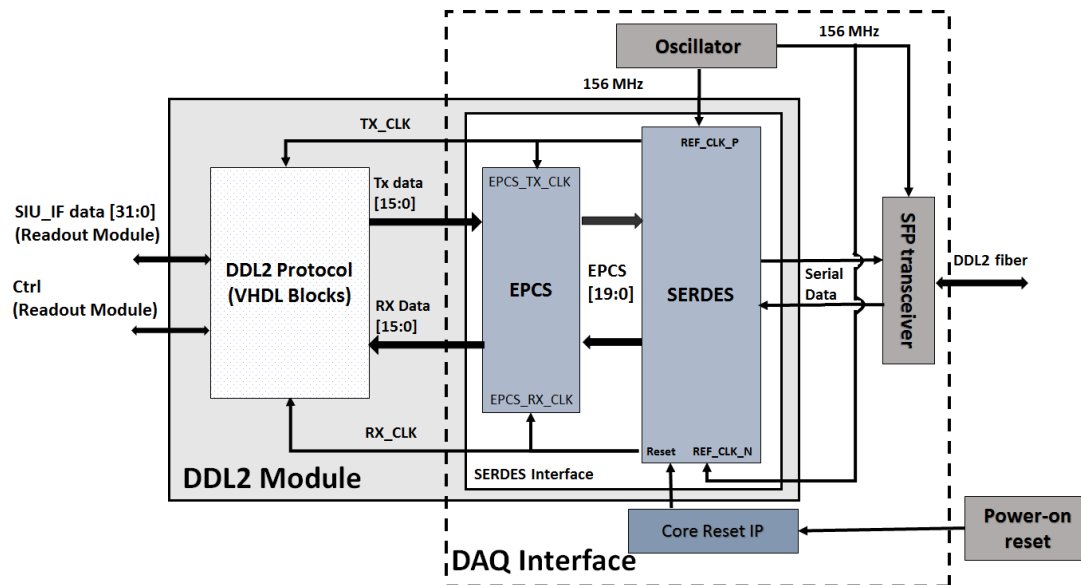 Oscillator
156 MHz
156 MHz
TX_CLK
REF_CLK_P
EPCS_TX_CLK
Tx data
[15:0]
SIU_IF data [31:0]
(Readout Module)
DDL2 Protocol
(VHDL Blocks)
EPCS
EPCS
[19:0]
SERDES
Serial
Data
SFP transceiver
DDL2 fiber
Ctrl
(Readout Module)
RX Data
[15:0]
EPCS_RX_CLK
RX_CLK
Reset
REF_CLK_N
DDL2 Module
SERDES Interface
Core Reset IP
Power-on
reset
DAQ Interface